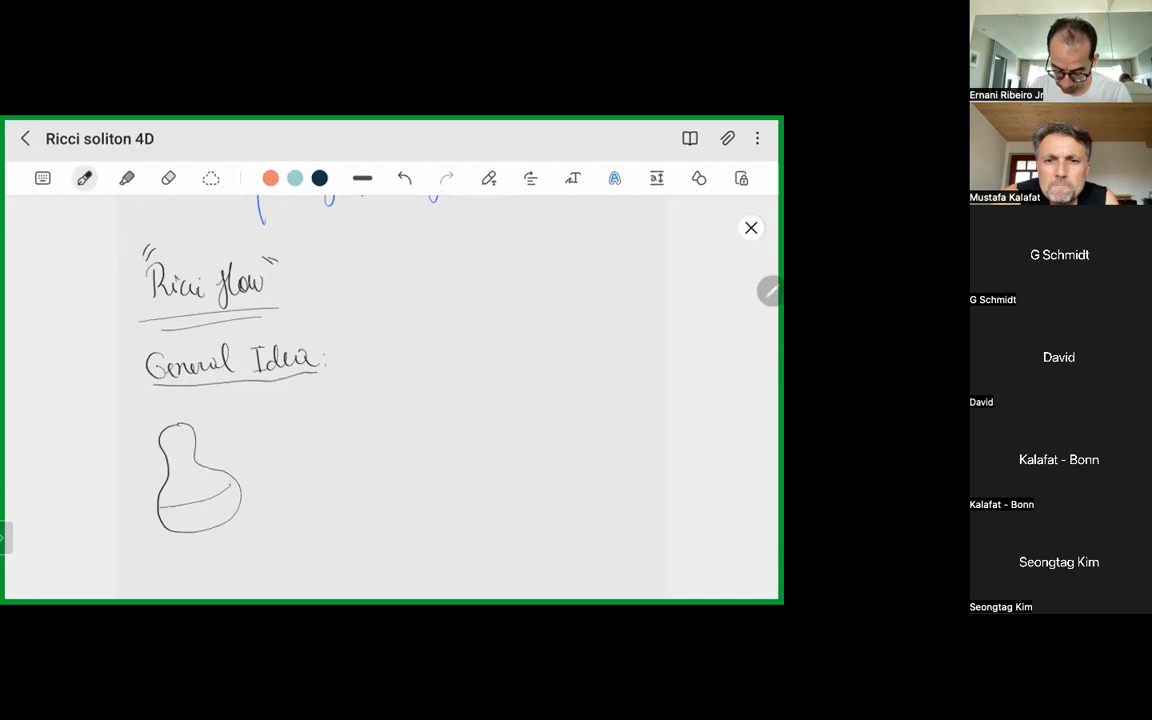 Ricci soliton 4D
"Ricci flow"
General Idea:
Ernani Ribeiro Jr
Mustafa Kalafat
G Schmidt
G Schmidt
David
David
Kalafat - Bonn
Kalafat - Bonn
Seongtag Kim
Seongtag Kim